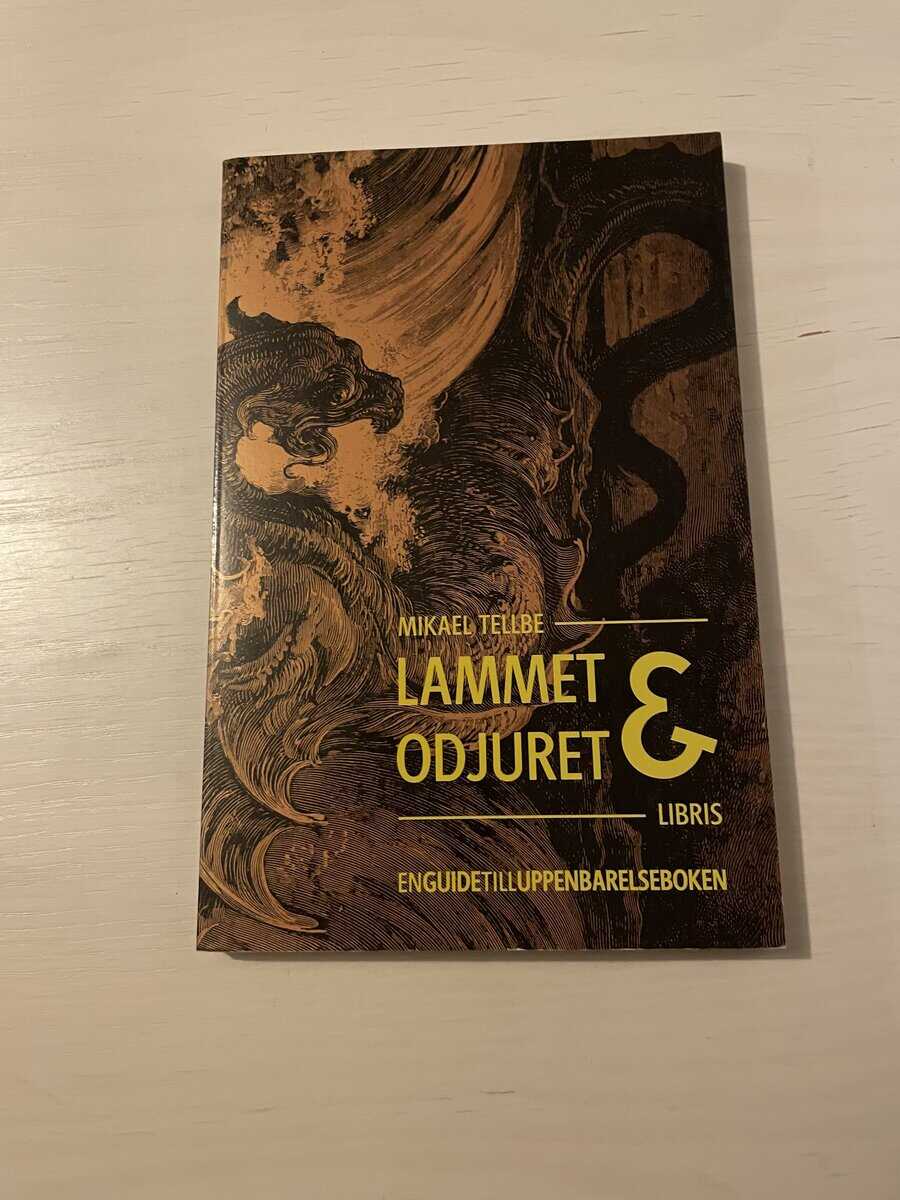 MIKAEL TELLBE
LAMMET &
ODJURET
LIBRIS
ENGUIDETILLUPPENBARELSEBOKEN